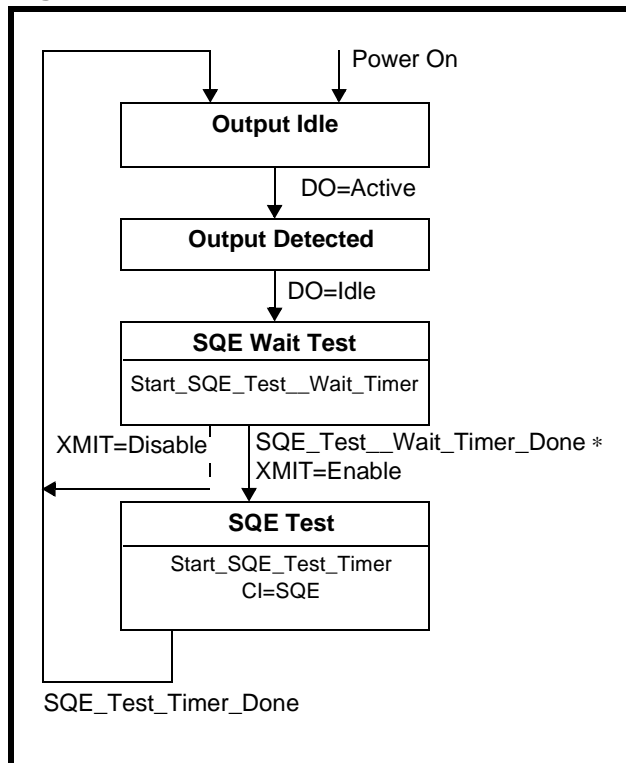 Power On
Output Idle
DO=Active
Output Detected
DO=Idle
SQE Wait Test
Start_SQE_Test__Wait_Timer
XMIT=Disable
SQE_Test__Wait_Timer_Done *
XMIT=Enable
SQE Test
Start_SQE_Test_Timer
CI=SQE
SQE_Test_Timer_Done